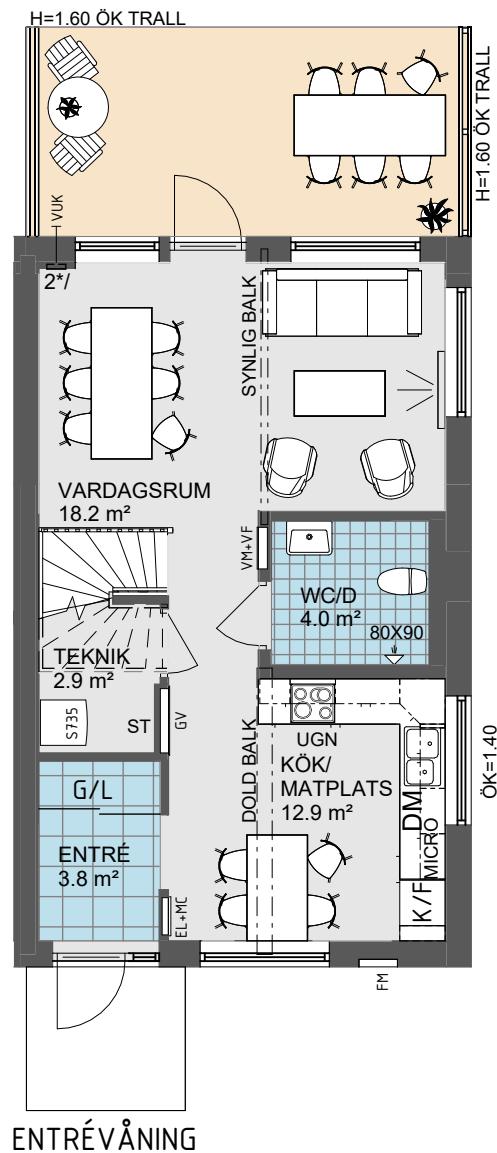 H=1.60 ÖK TRALL
H=1.60 ÖK TRALL
VUK
2*/
SYNLIG BALK
VARDAGSRUM
18.2 m²
VM+VF
WC/D
4.0 m²
80X90
TEKNIK
2.9 m²
S735
ST
GV
DOLD BALK
UGN
KÖK/
MATPLATS
12.9 m²
DM
MICRO
K/F
ÖK=1.40
G/L
ENTRÉ
3.8 m²
EL+MC
FM
ENTRÉVÅNING